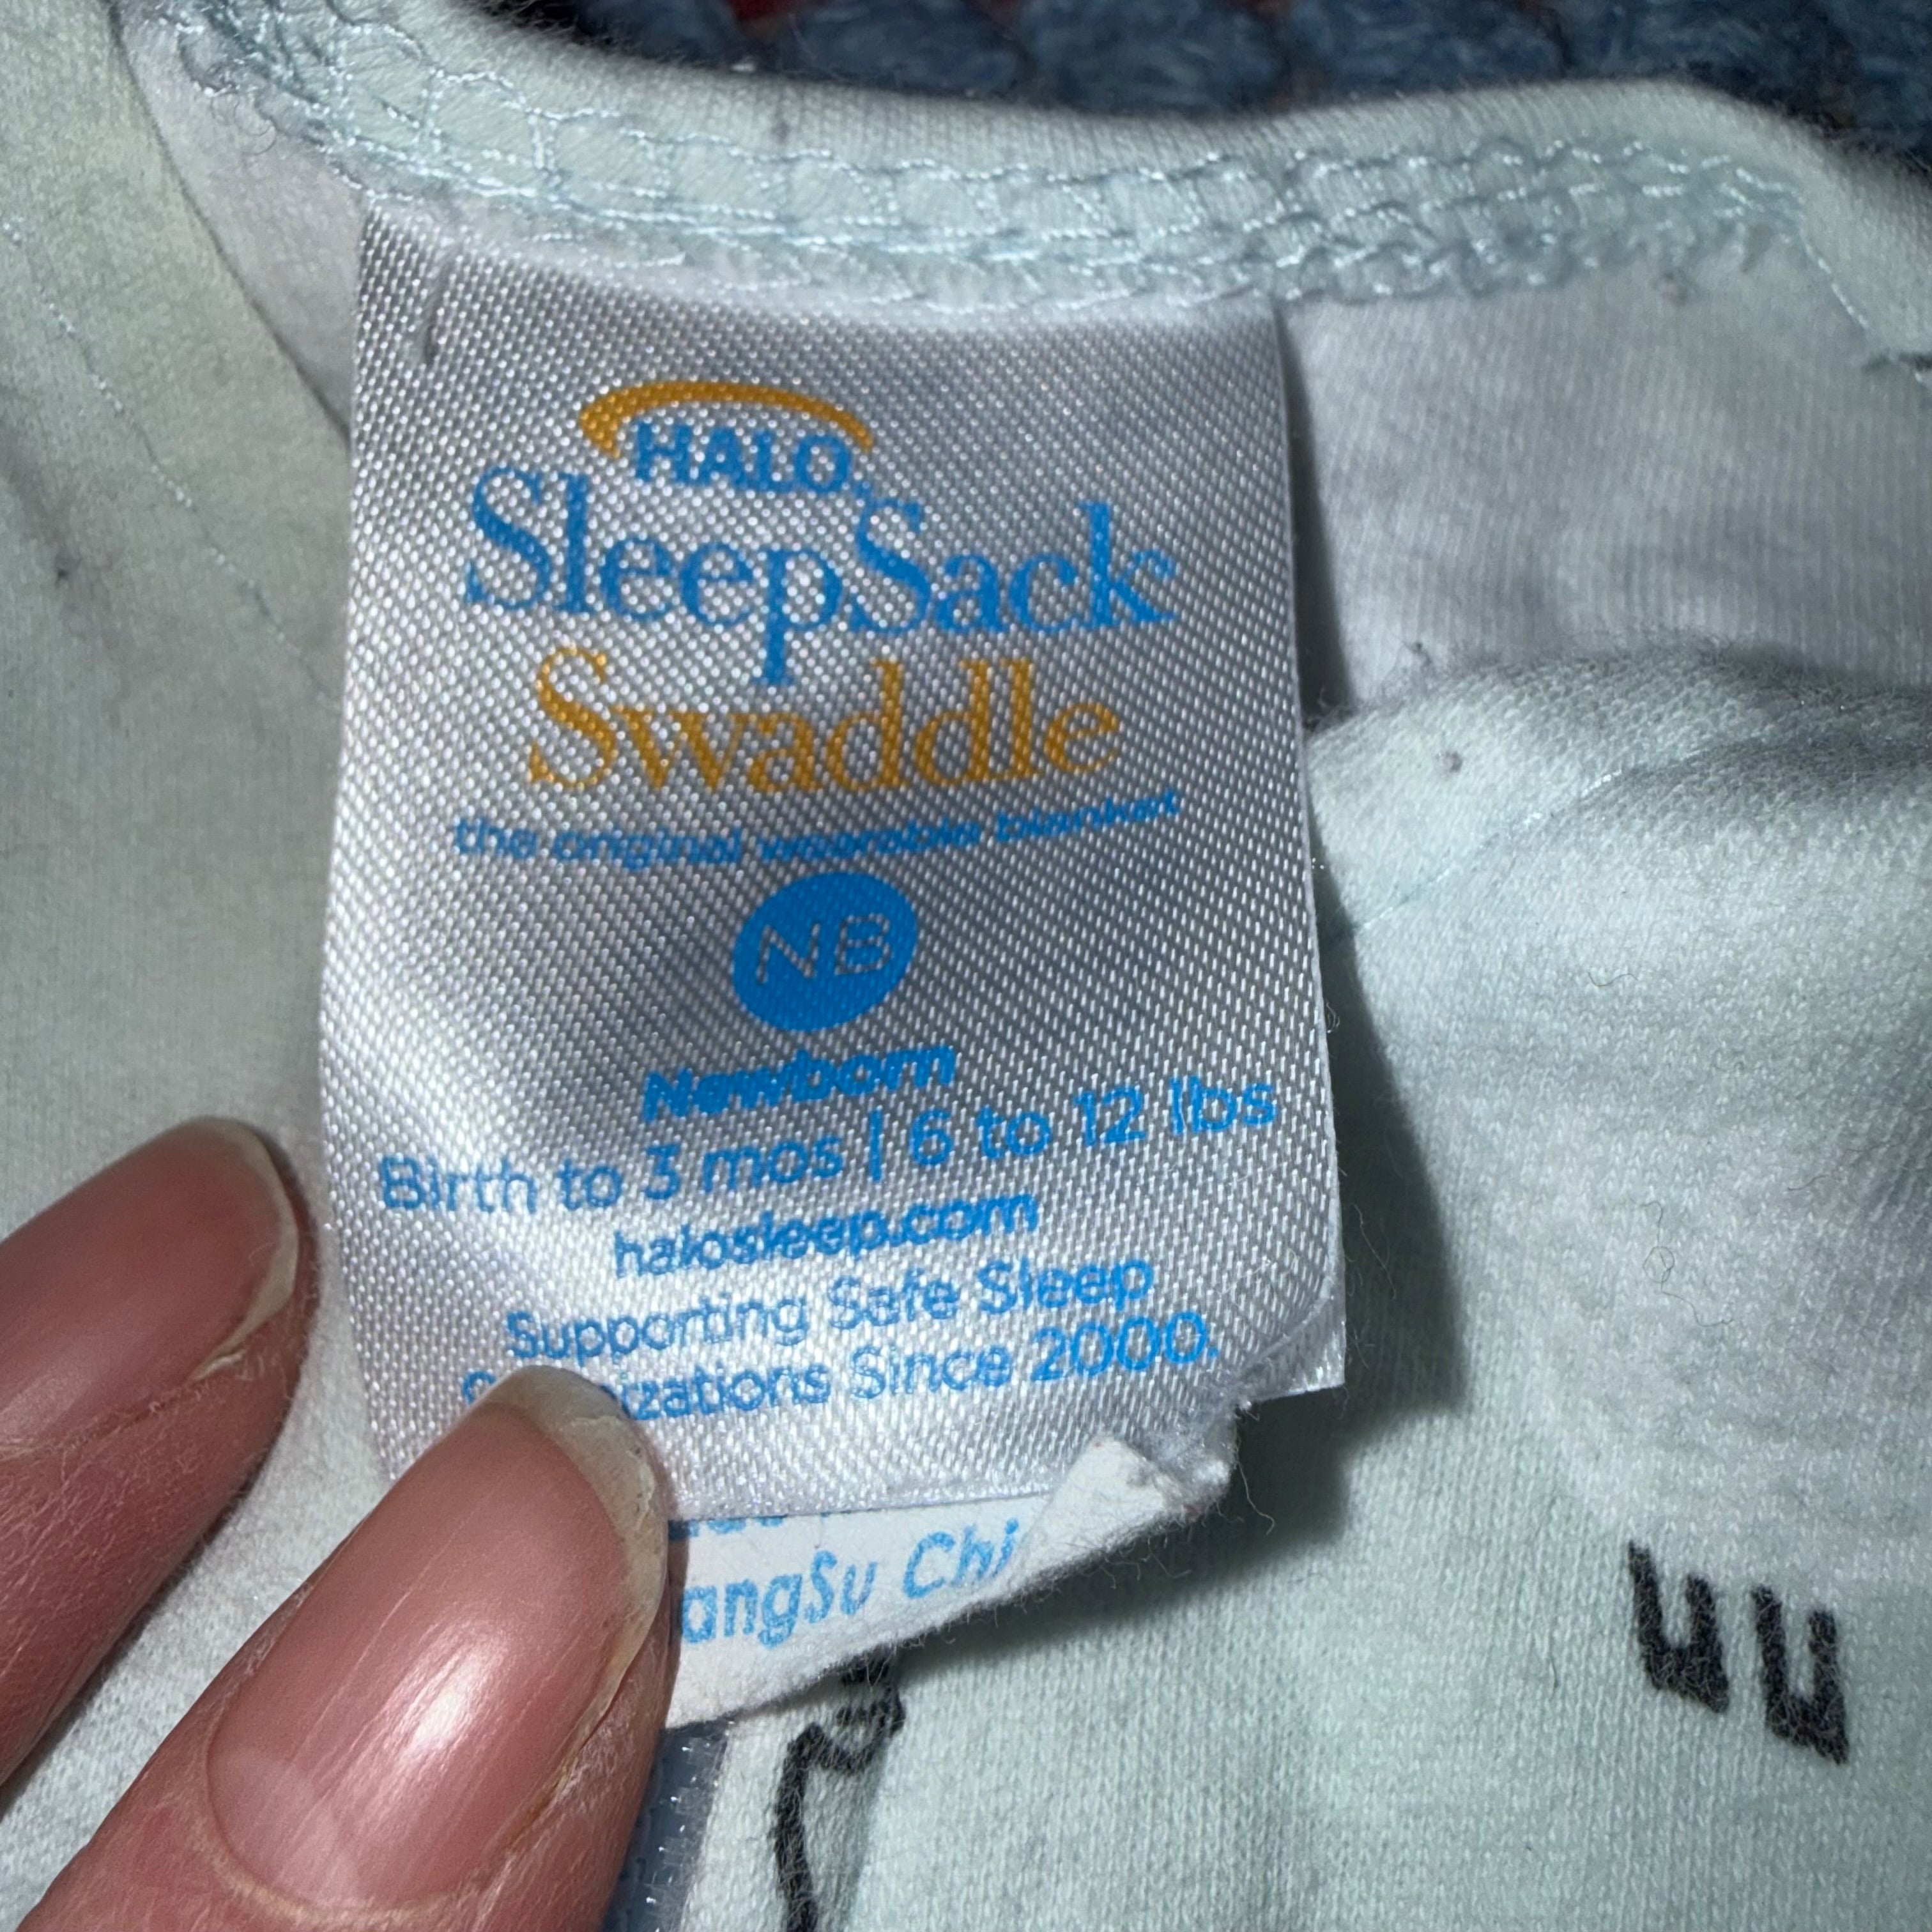 HALO
SleepSack
Swaddle
the original wearable blanket
NB
Newborn
Birth to 3 mos | 6 to 12 lbs
halosleep.com
Supporting Safe Sleep
Since 2000.